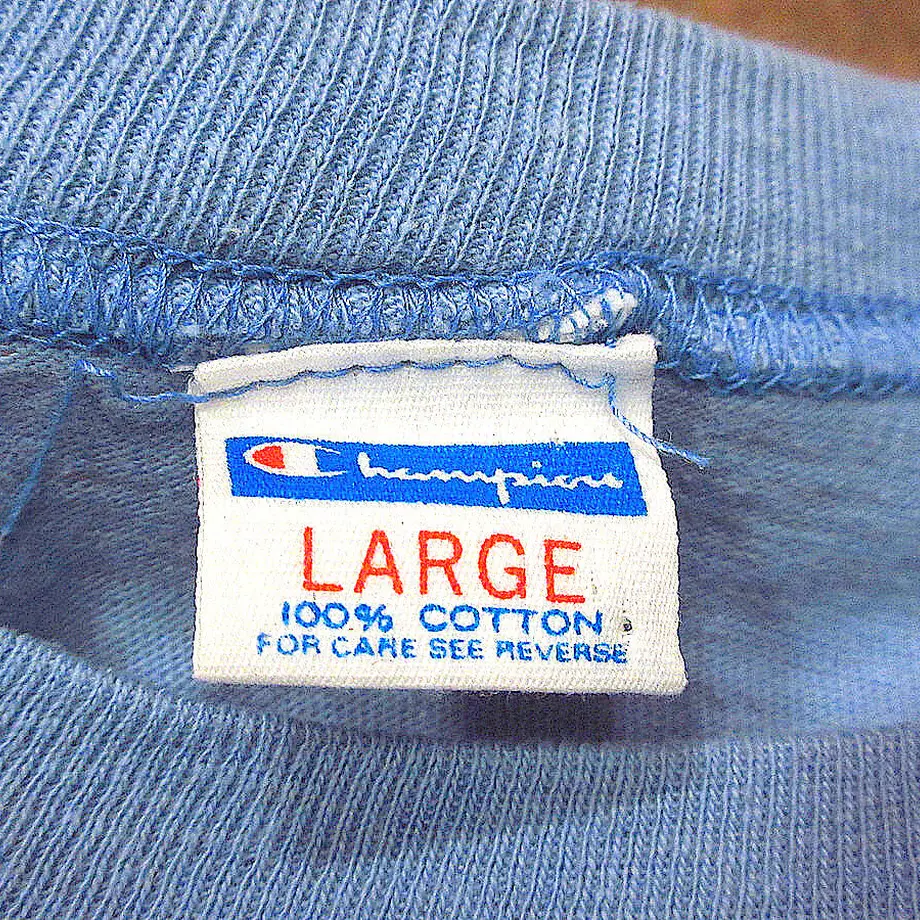 Champion
LARGE
100% COTTON
FOR CARE SEE REVERSE